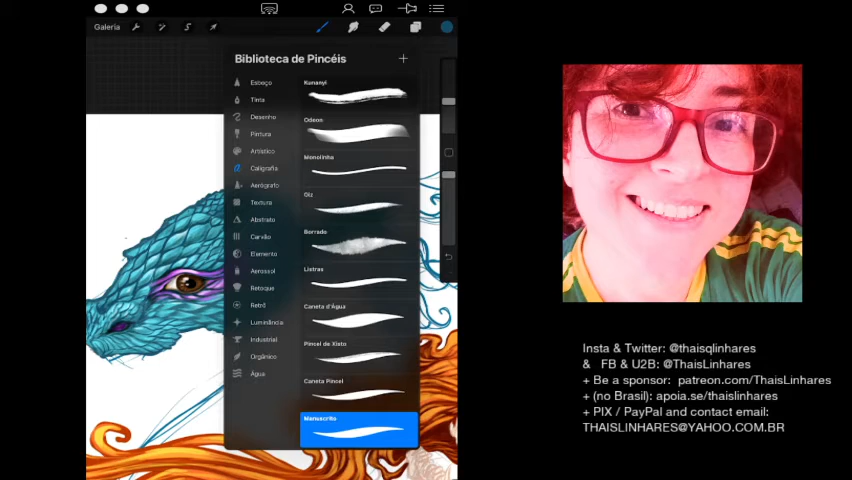 Galeria
Biblioteca de Pincéis
Esboço
Tinta
Desenho
Pintura
Artístico
Caligrafia
Aerógrafo
Textura
Abstrato
Carvão
Elemento
Aerossol
Retoque
Retrô
Luminância
Industrial
Orgânico
Água
Kunanyi
Odeon
Monolinha
Giz
Borrado
Listras
Caneta d'Água
Pincel de Xisto
Caneta Pincel
Manuscrito
Insta & Twitter: @thaisqlinhares
& FB & U2B: @ThaisLinhares
+ Be a sponsor: patreon.com/ThaisLinhares
+ (no Brasil): apoia.se/thaislinhares
+ PIX / PayPal and contact email:
THAISLINHARES@YAHOO.COM.BR